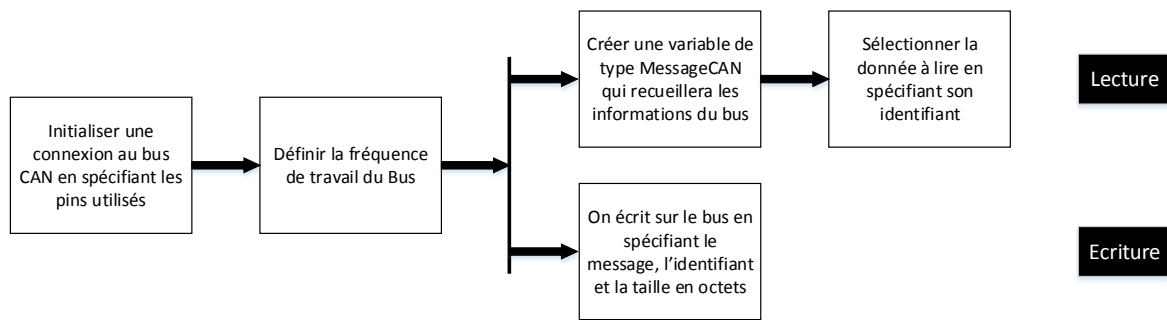 Initialiser une
connexion au bus
CAN en spécifiant les
pins utilisés
Définir la fréquence
de travail du Bus
Créer une variable de
type MessageCAN
qui recueillera les
informations du bus
Sélectionner la
donnée à lire en
spécifiant son
identifiant
Lecture
On écrit sur le bus en
spécifiant le
message, l’identifiant
et la taille en octets
Ecriture